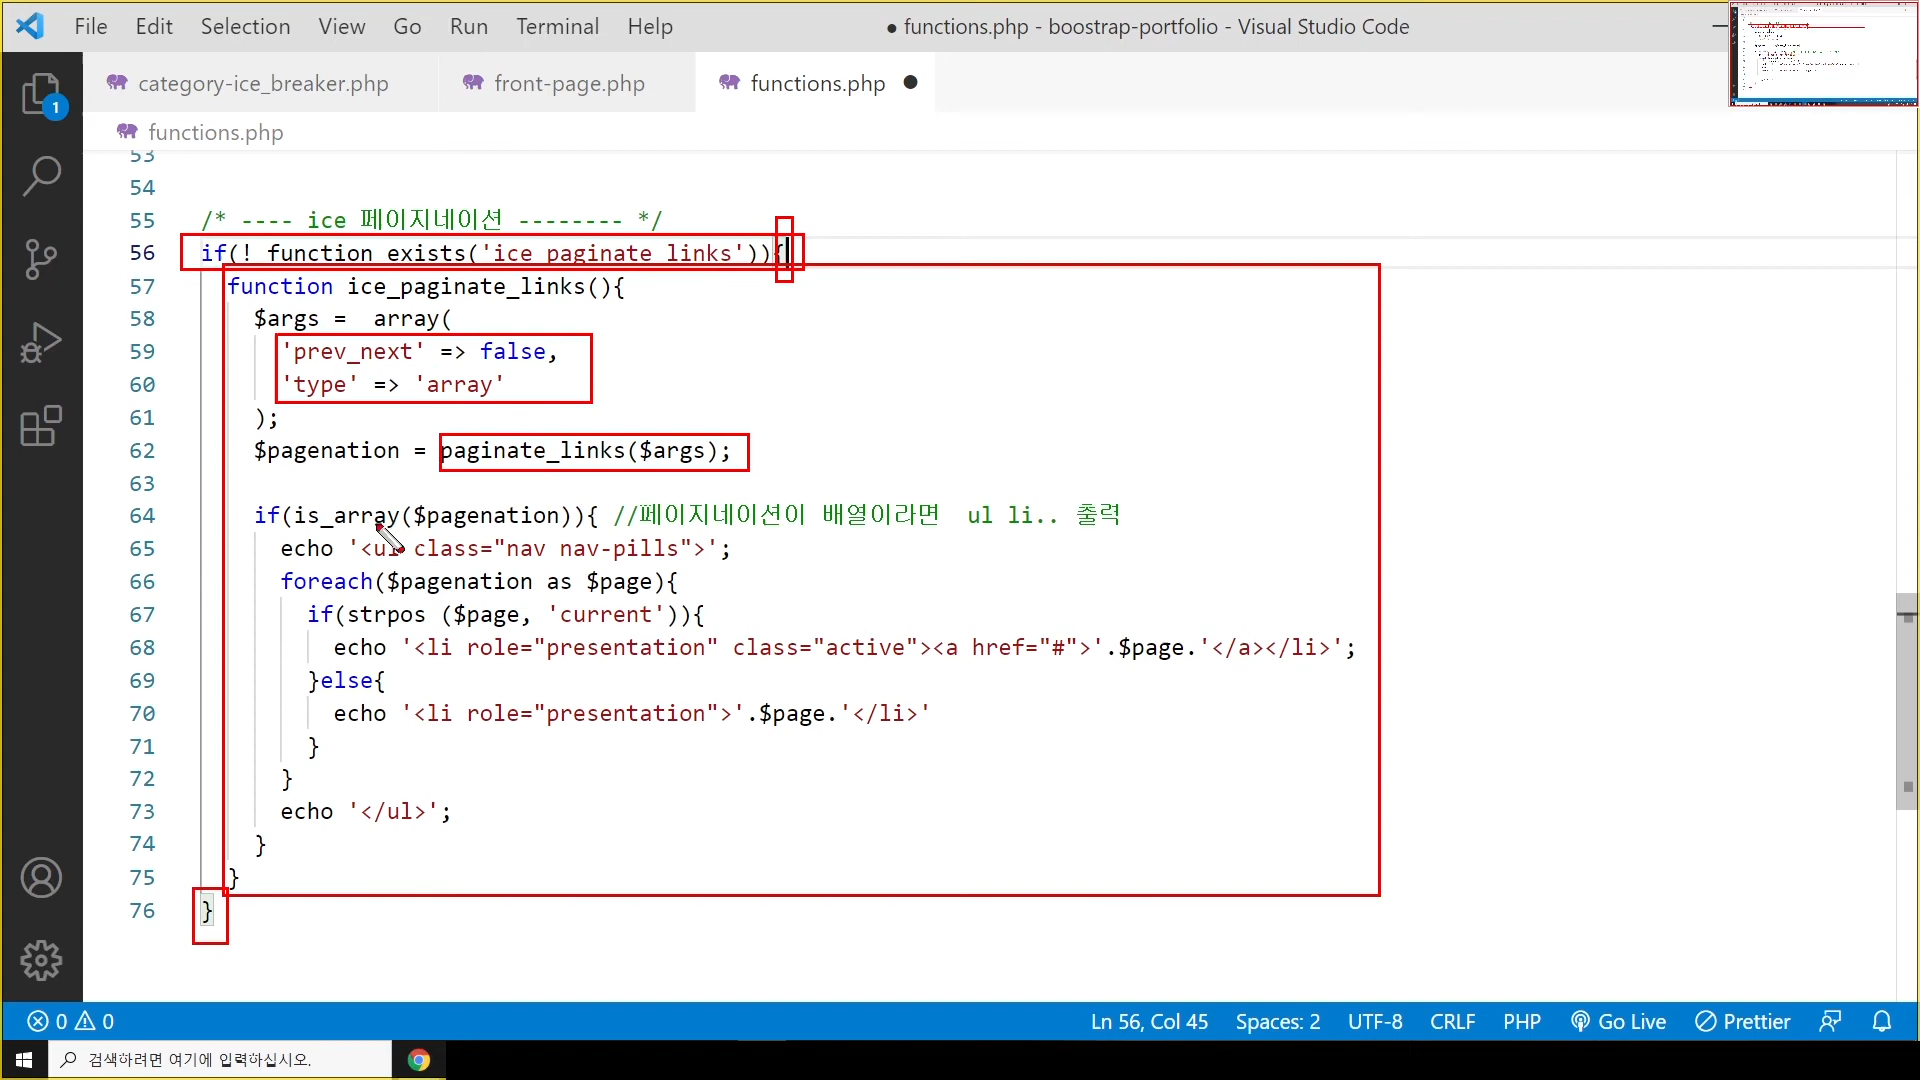 File Edit Selection View Go Run Terminal Help ● functions.php - boostrap-portfolio - Visual Studio Code
category-ice_breaker.php front-page.php functions.php ●
1
functions.php
53
54
55 /* ---- ice 페이지네이션 -------- */
56 if(! function_exists('ice_paginate_links')){
57 function ice_paginate_links(){
58 $args =  array(
59 'prev_next' => false,
60 'type' => 'array'
61 );
62 $pagenation = paginate_links($args);
63
64 if(is_array($pagenation)){ //페이지네이션이 배열이라면  ul li.. 출력
65 echo '<ul class="nav nav-pills">';
66 foreach($pagenation as $page){
67 if(strpos ($page, 'current')){
68 echo '<li role="presentation" class="active"><a href="#">'.$page.'</a></li>';
69 }else{
70 echo '<li role="presentation">'.$page.'</li>'
71 }
72 }
73 echo '</ul>';
74 }
75 }
76 }
0 0 Ln 56, Col 45 Spaces: 2 UTF-8 CRLF PHP Go Live Prettier
검색하려면 여기에 입력하십시오.